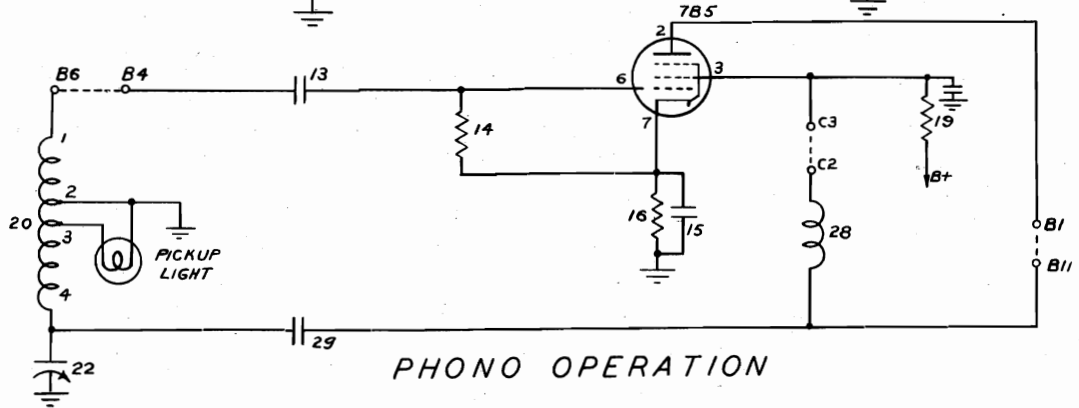 7B5
2
B6
B4
13
6
3
14
7
C3
19
1
C2
B+
2
16
15
20
3
28
B1
PICKUP
LIGHT
B11
4
29
22
PHONO OPERATION